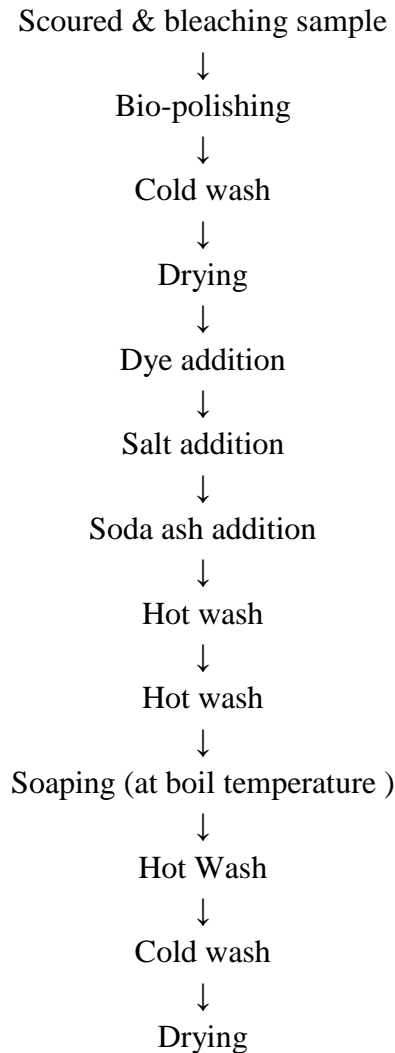 Scoured & bleaching sample
↓
Bio-polishing
↓
Cold wash
↓
Drying
↓
Dye addition
↓
Salt addition
↓
Soda ash addition
↓
Hot wash
↓
Hot wash
↓
Soaping (at boil temperature )
↓
Hot Wash
↓
Cold wash
↓
Drying